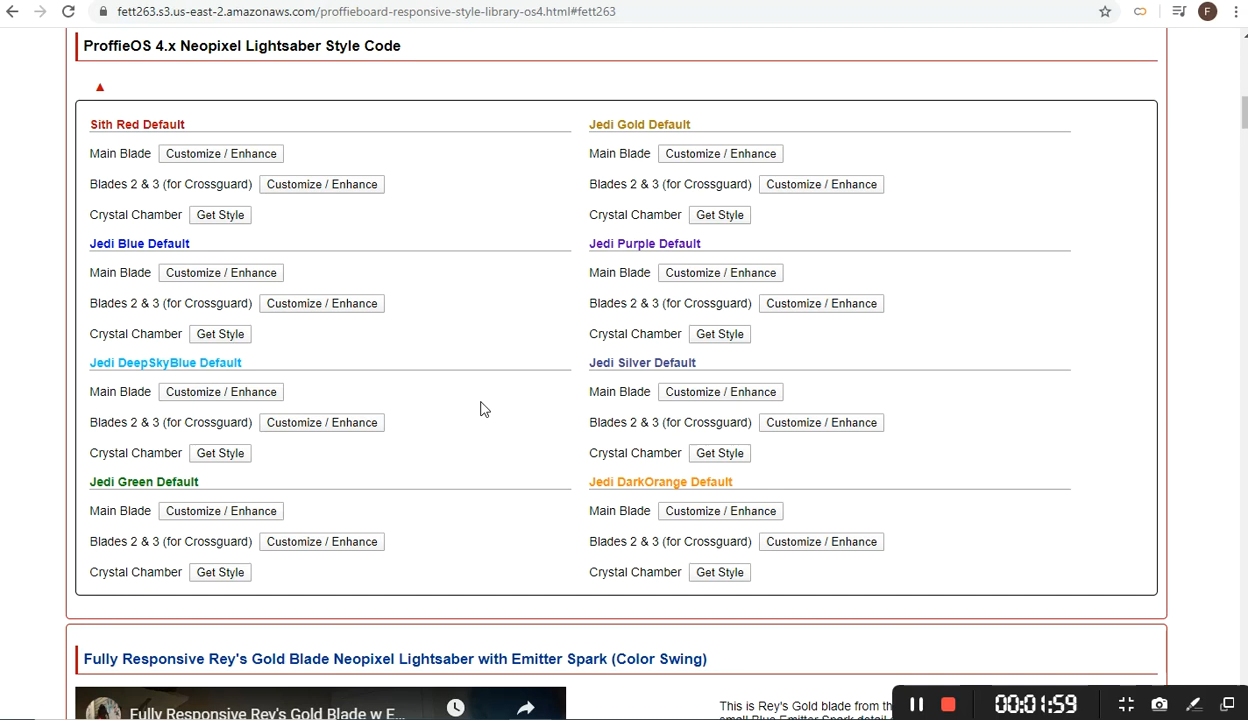 fett263.s3.us-east-2.amazonaws.com/proffieboard-responsive-style-library-os4.html#fett263
F
ProffieOS 4.x Neopixel Lightsaber Style Code
Sith Red Default
Main Blade Customize / Enhance
Blades 2 & 3 (for Crossguard) Customize / Enhance
Crystal Chamber Get Style
Jedi Blue Default
Main Blade Customize / Enhance
Blades 2 & 3 (for Crossguard) Customize / Enhance
Crystal Chamber Get Style
Jedi DeepSkyBlue Default
Main Blade Customize / Enhance
Blades 2 & 3 (for Crossguard) Customize / Enhance
Crystal Chamber Get Style
Jedi Green Default
Main Blade Customize / Enhance
Blades 2 & 3 (for Crossguard) Customize / Enhance
Crystal Chamber Get Style
Jedi Gold Default
Main Blade Customize / Enhance
Blades 2 & 3 (for Crossguard) Customize / Enhance
Crystal Chamber Get Style
Jedi Purple Default
Main Blade Customize / Enhance
Blades 2 & 3 (for Crossguard) Customize / Enhance
Crystal Chamber Get Style
Jedi Silver Default
Main Blade Customize / Enhance
Blades 2 & 3 (for Crossguard) Customize / Enhance
Crystal Chamber Get Style
Jedi DarkOrange Default
Main Blade Customize / Enhance
Blades 2 & 3 (for Crossguard) Customize / Enhance
Crystal Chamber Get Style
Fully Responsive Rey's Gold Blade Neopixel Lightsaber with Emitter Spark (Color Swing)
Fully Responsive Rey's Gold Blade w E...
This is Rey's Gold blade from th
small Blue Emitter Spark detail
00:01:59